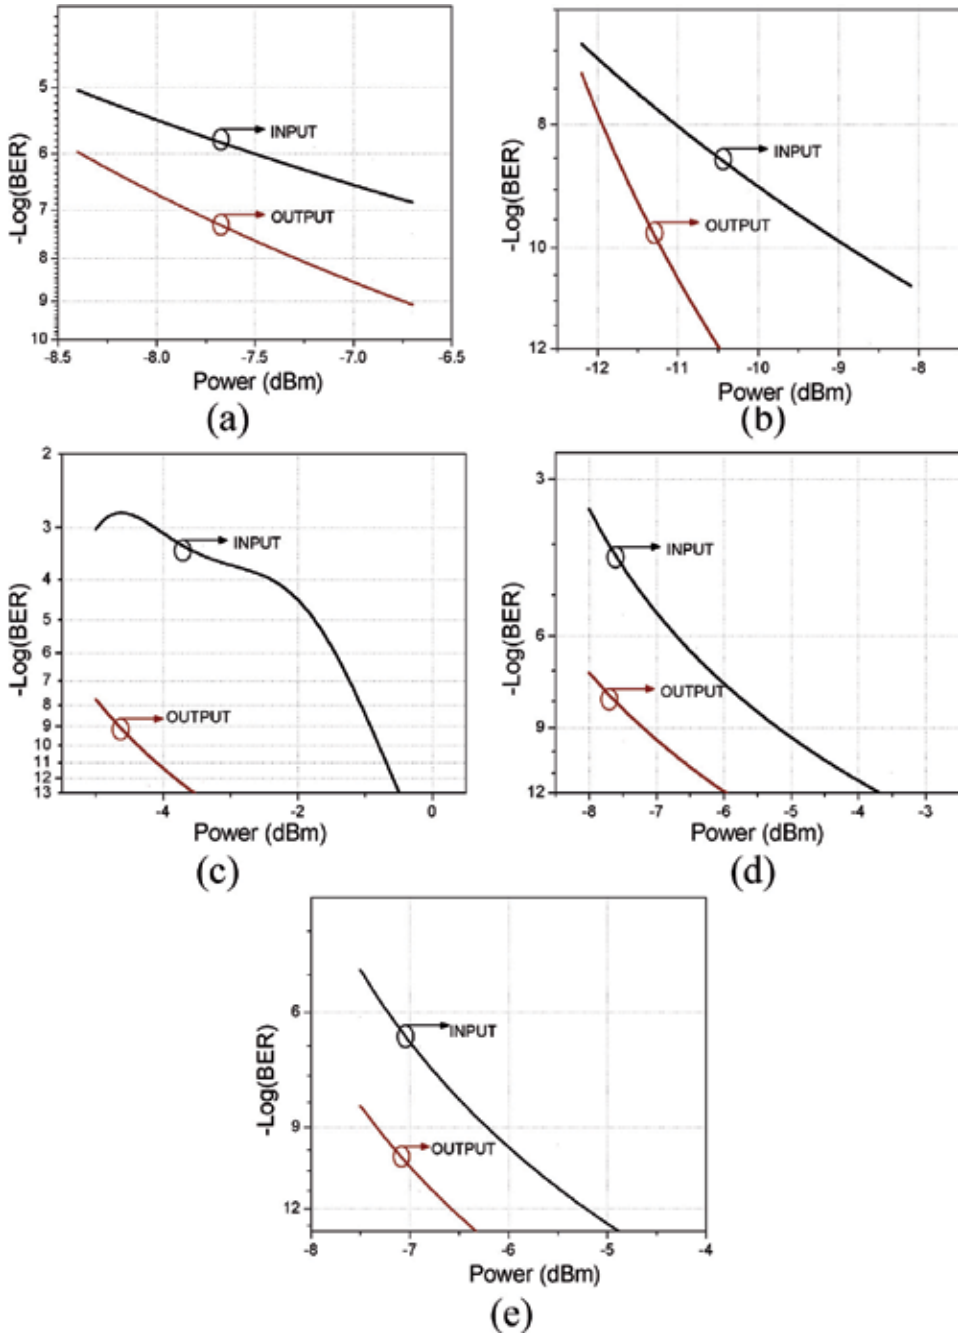 -Log(BER)
5
6
7
8
9
10
INPUT
OUTPUT
-8.5
-8.0
-7.5
-7.0
-6.5
Power (dBm)
(a)
-Log(BER)
8
10
12
INPUT
OUTPUT
-12
-11
-10
-9
-8
Power (dBm)
(b)
-Log(BER)
2
3
4
5
6
7
8
9
10
11
12
13
INPUT
OUTPUT
-4
-2
0
Power (dBm)
(c)
-Log(BER)
3
6
9
12
INPUT
OUTPUT
-8
-7
-6
-5
-4
-3
Power (dBm)
(d)
-Log(BER)
6
9
12
INPUT
OUTPUT
-8
-7
-6
-5
-4
Power (dBm)
(e)